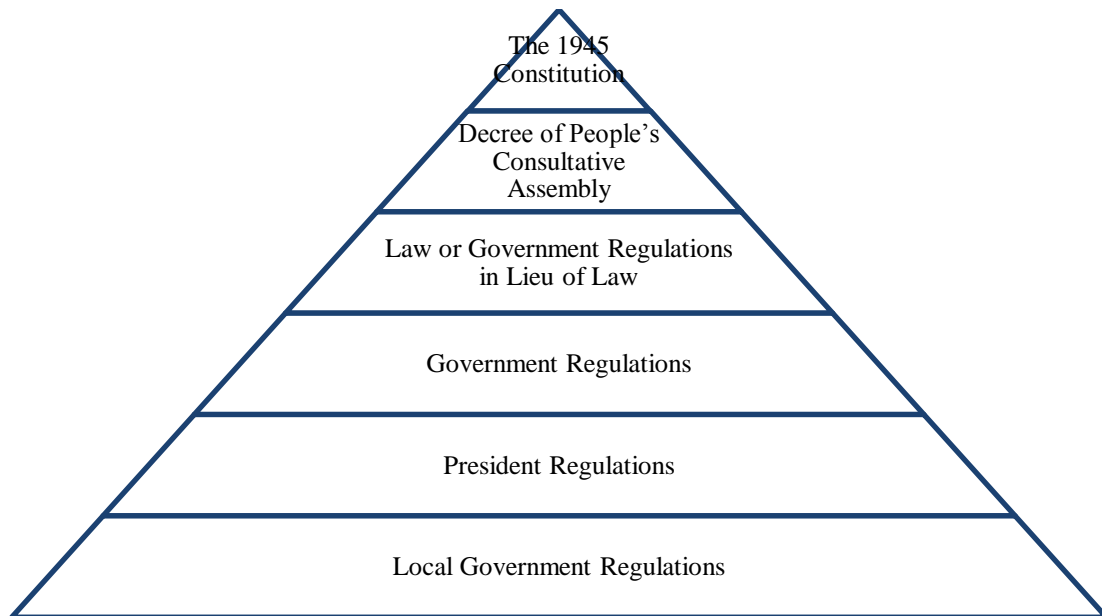 The 1945
Constitution
Decree of People’s
Consultative
Assembly
Law or Government Regulations
in Lieu of Law
Government Regulations
President Regulations
Local Government Regulations